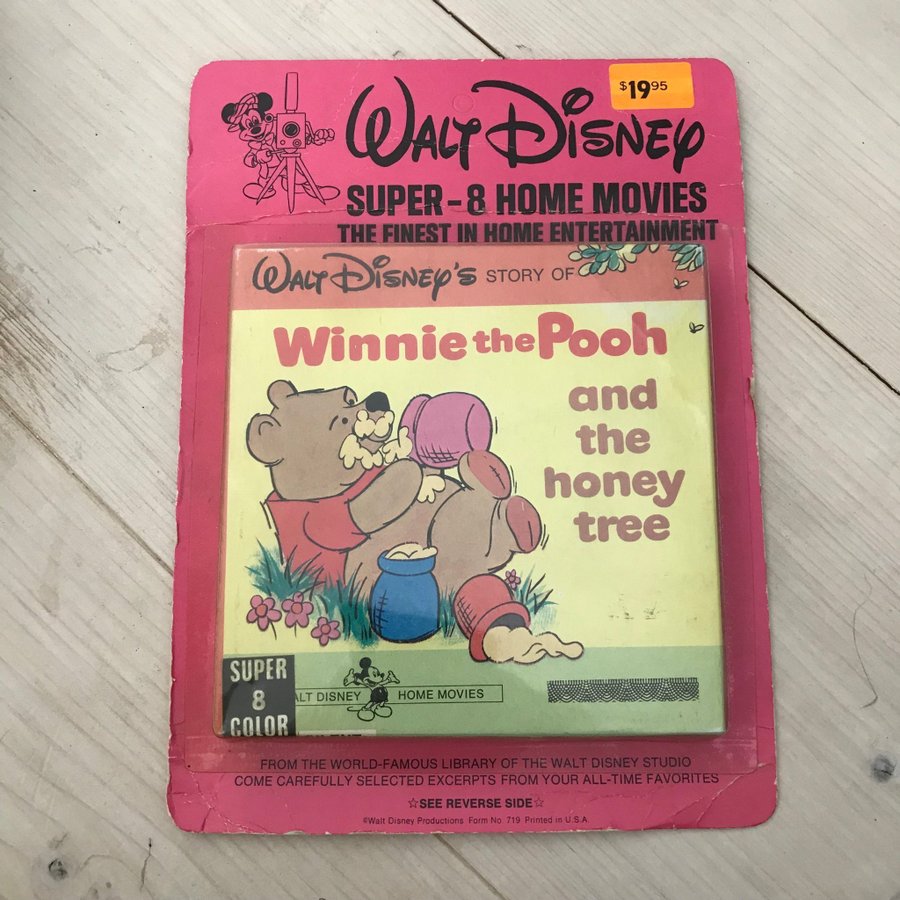 $19.95
WALT DISNEY
SUPER-8 HOME MOVIES
THE FINEST IN HOME ENTERTAINMENT
WALT DISNEY'S STORY OF
Winnie the Pooh
and
the
honey
tree
SUPER
8
COLOR
ALT DISNEY HOME MOVIES
FROM THE WORLD-FAMOUS LIBRARY OF THE WALT DISNEY STUDIO
COME CAREFULLY SELECTED EXCERPTS FROM YOUR ALL-TIME FAVORITES
☆SEE REVERSE SIDE☆
©Walt Disney Productions Form No 719 Printed in U.S.A.